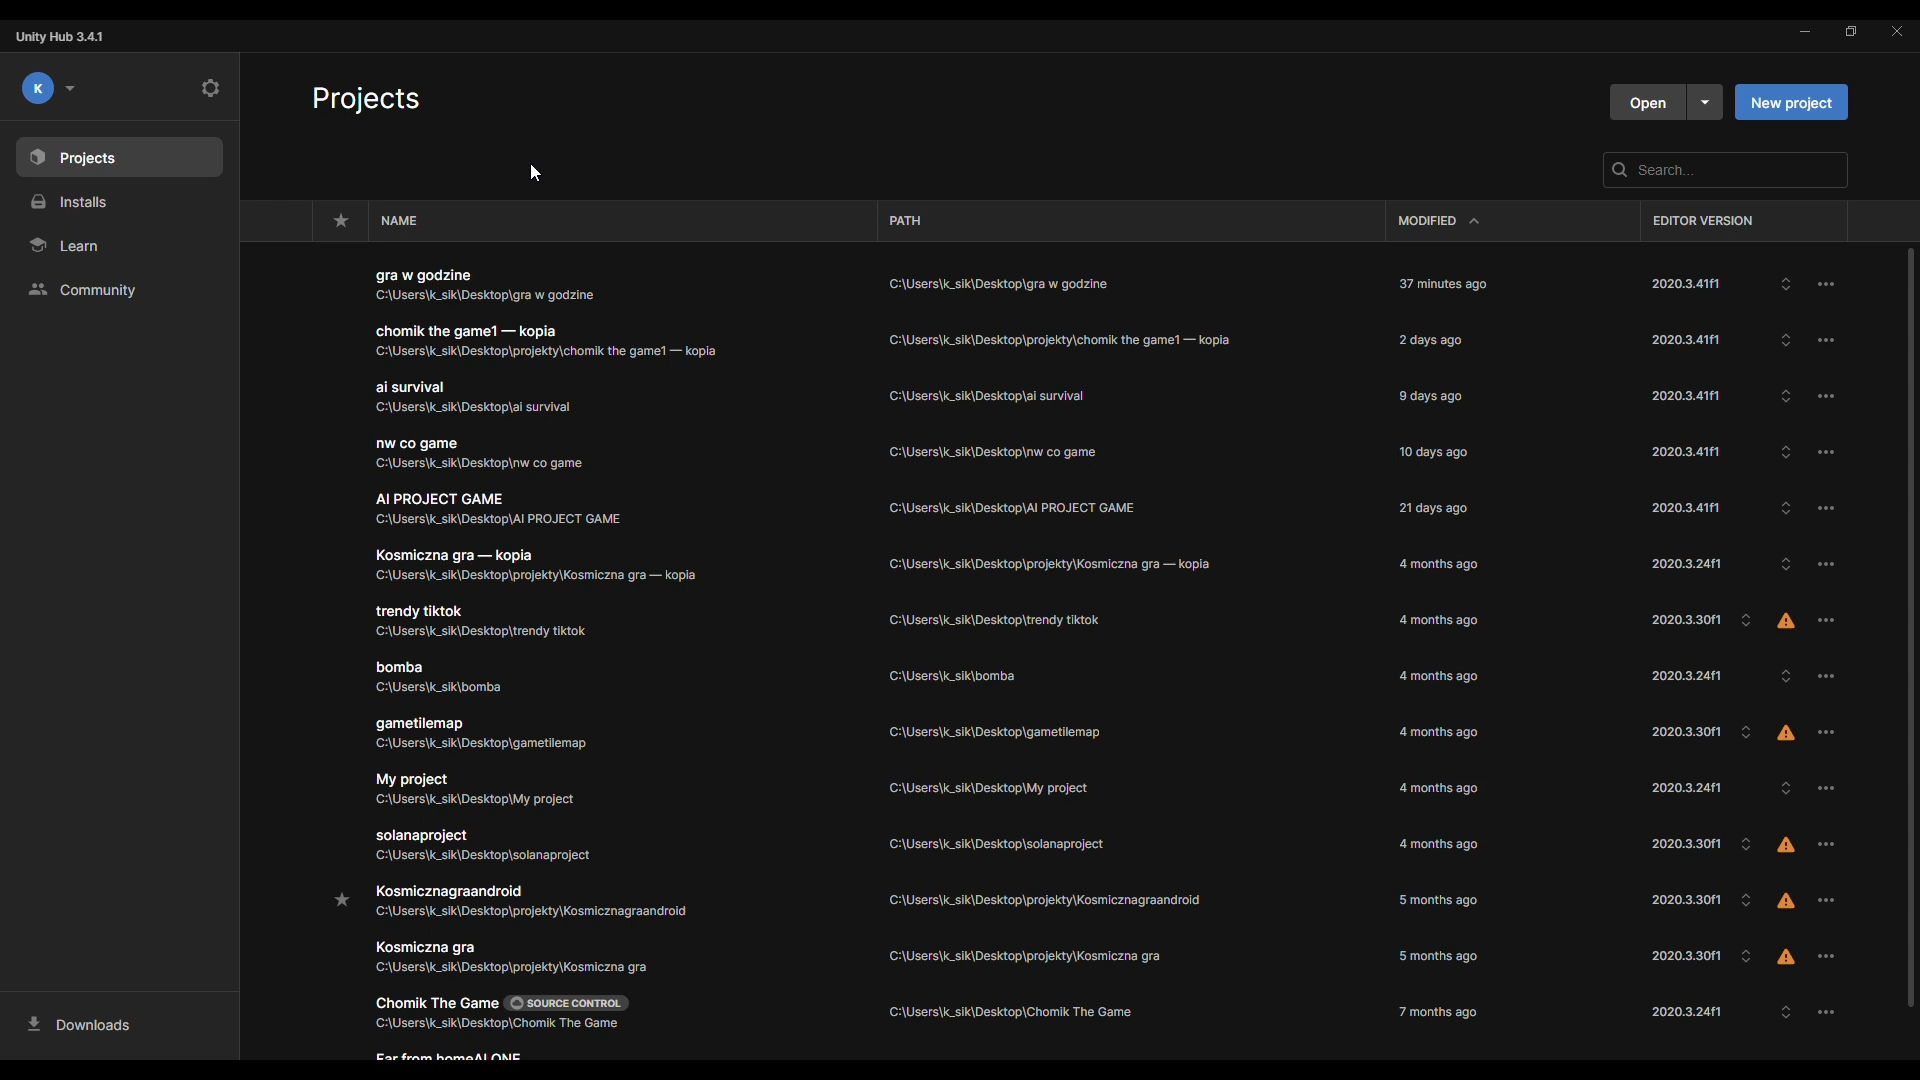 Unity Hub 3.4.1
K
Projects
Installs
Learn
Community
Downloads
Projects
Open
New project
Search...
NAME PATH MODIFIED EDITOR VERSION
gra w godzine
C:\Users\k_sik\Desktop\gra w godzine C:\Users\k_sik\Desktop\gra w godzine 37 minutes ago 2020.3.41f1
chomik the game1 — kopia
C:\Users\k_sik\Desktop\projekty\chomik the game1 — kopia C:\Users\k_sik\Desktop\projekty\chomik the game1 — kopia 2 days ago 2020.3.41f1
ai survival
C:\Users\k_sik\Desktop\ai survival C:\Users\k_sik\Desktop\ai survival 9 days ago 2020.3.41f1
nw co game
C:\Users\k_sik\Desktop\nw co game C:\Users\k_sik\Desktop\nw co game 10 days ago 2020.3.41f1
AI PROJECT GAME
C:\Users\k_sik\Desktop\AI PROJECT GAME C:\Users\k_sik\Desktop\AI PROJECT GAME 21 days ago 2020.3.41f1
Kosmiczna gra — kopia
C:\Users\k_sik\Desktop\projekty\Kosmiczna gra — kopia C:\Users\k_sik\Desktop\projekty\Kosmiczna gra — kopia 4 months ago 2020.3.24f1
trendy tiktok
C:\Users\k_sik\Desktop\trendy tiktok C:\Users\k_sik\Desktop\trendy tiktok 4 months ago 2020.3.30f1
bomba
C:\Users\k_sik\bomba C:\Users\k_sik\bomba 4 months ago 2020.3.24f1
gametilemap
C:\Users\k_sik\Desktop\gametilemap C:\Users\k_sik\Desktop\gametilemap 4 months ago 2020.3.30f1
My project
C:\Users\k_sik\Desktop\My project C:\Users\k_sik\Desktop\My project 4 months ago 2020.3.24f1
solanaproject
C:\Users\k_sik\Desktop\solanaproject C:\Users\k_sik\Desktop\solanaproject 4 months ago 2020.3.30f1
Kosmicznagraandroid
C:\Users\k_sik\Desktop\projekty\Kosmicznagraandroid C:\Users\k_sik\Desktop\projekty\Kosmicznagraandroid 5 months ago 2020.3.30f1
Kosmiczna gra
C:\Users\k_sik\Desktop\projekty\Kosmiczna gra C:\Users\k_sik\Desktop\projekty\Kosmiczna gra 5 months ago 2020.3.30f1
Chomik The Game SOURCE CONTROL
C:\Users\k_sik\Desktop\Chomik The Game C:\Users\k_sik\Desktop\Chomik The Game 7 months ago 2020.3.24f1
Far from homeALONE